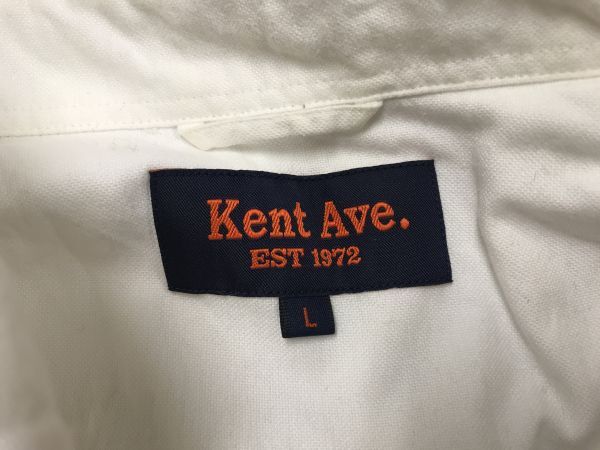 Kent Ave.
EST 1972
L